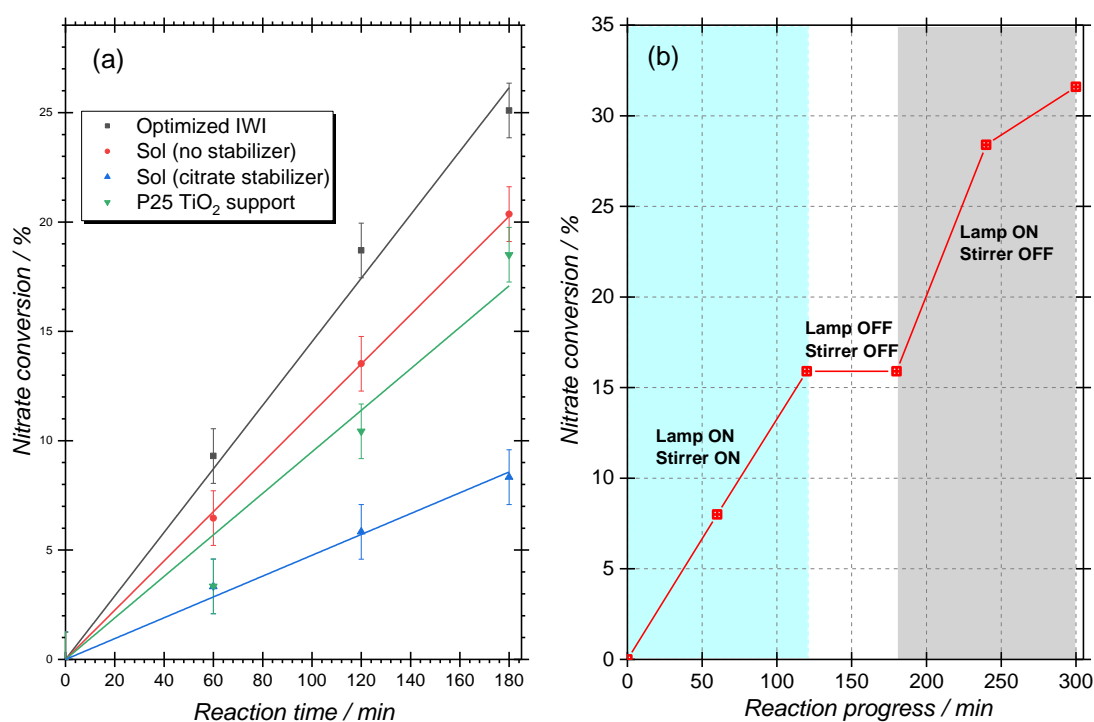 (a)
Optimized IWI
Sol (no stabilizer)
Sol (citrate stabilizer)
P25 TiO₂ support
Nitrate conversion / %
25
20
15
10
5
0
0 20 40 60 80 100 120 140 160 180
Reaction time / min
(b)
Nitrate conversion / %
35
30
25
20
15
10
5
0
Lamp ON
Stirrer OFF
Lamp OFF
Stirrer OFF
Lamp ON
Stirrer ON
0 50 100 150 200 250 300
Reaction progress / min